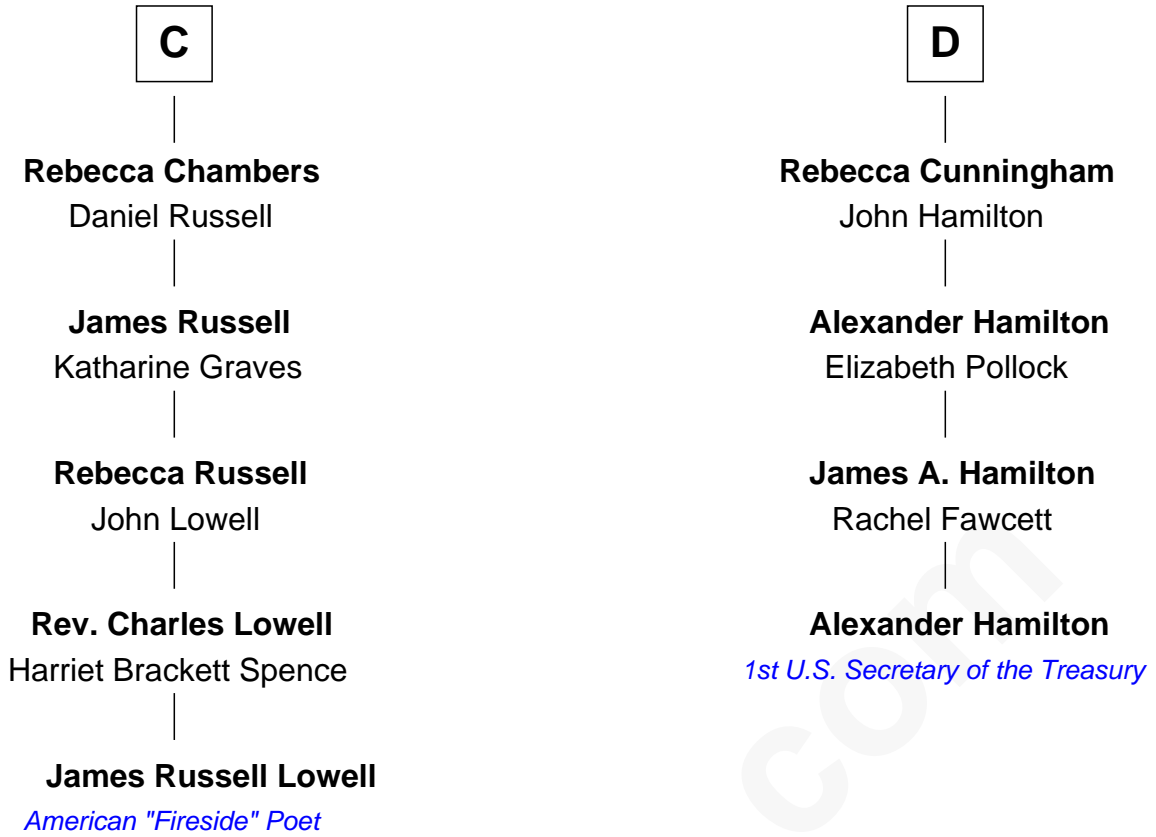 C
Rebecca Chambers
Daniel Russell
James Russell
Katharine Graves
Rebecca Russell
John Lowell
Rev. Charles Lowell
Harriet Brackett Spence
James Russell Lowell
American "Fireside" Poet
D
Rebecca Cunningham
John Hamilton
Alexander Hamilton
Elizabeth Pollock
James A. Hamilton
Rachel Fawcett
Alexander Hamilton
1st U.S. Secretary of the Treasury
com